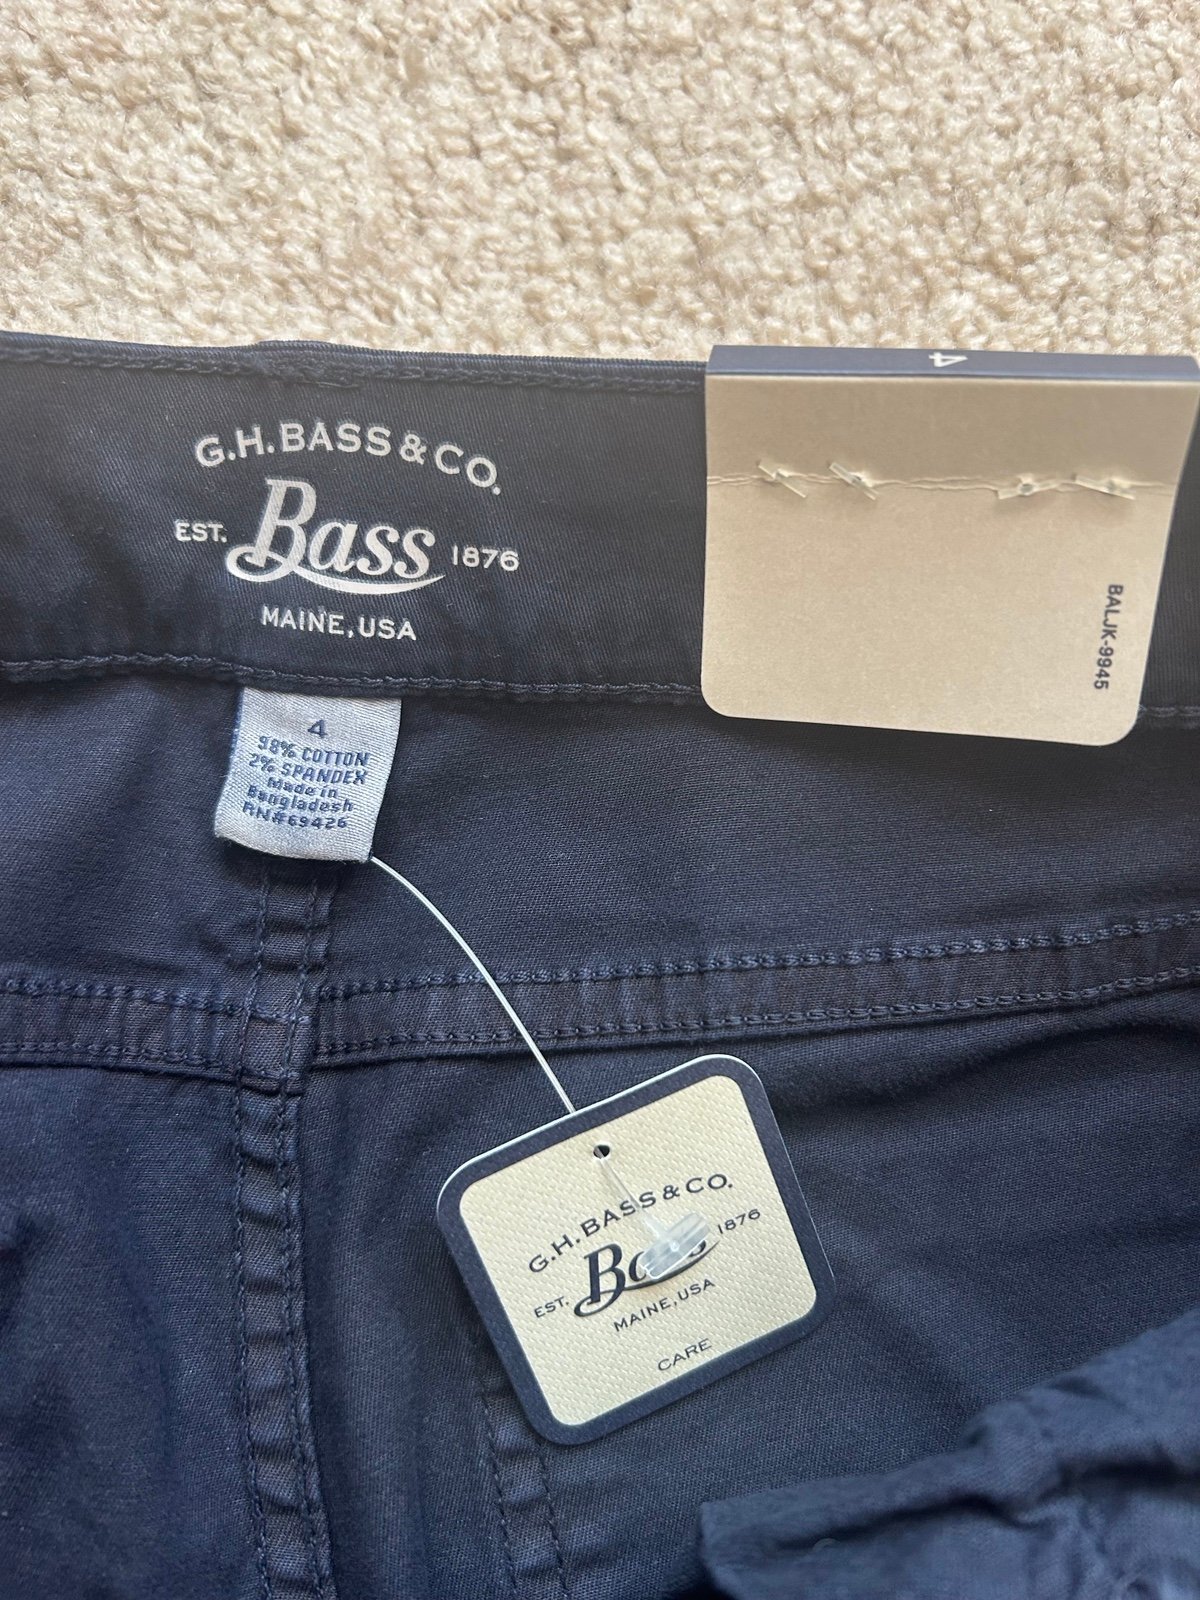 4
G.H.BASS&CO.
EST. Bass 1876
MAINE, USA
BALJK-9945
4
98% COTTON
2% SPANDEX
Made in
Bangladesh
RN#69426
G.H.BASS&CO.
EST. Bass 1876
MAINE, USA
CARE